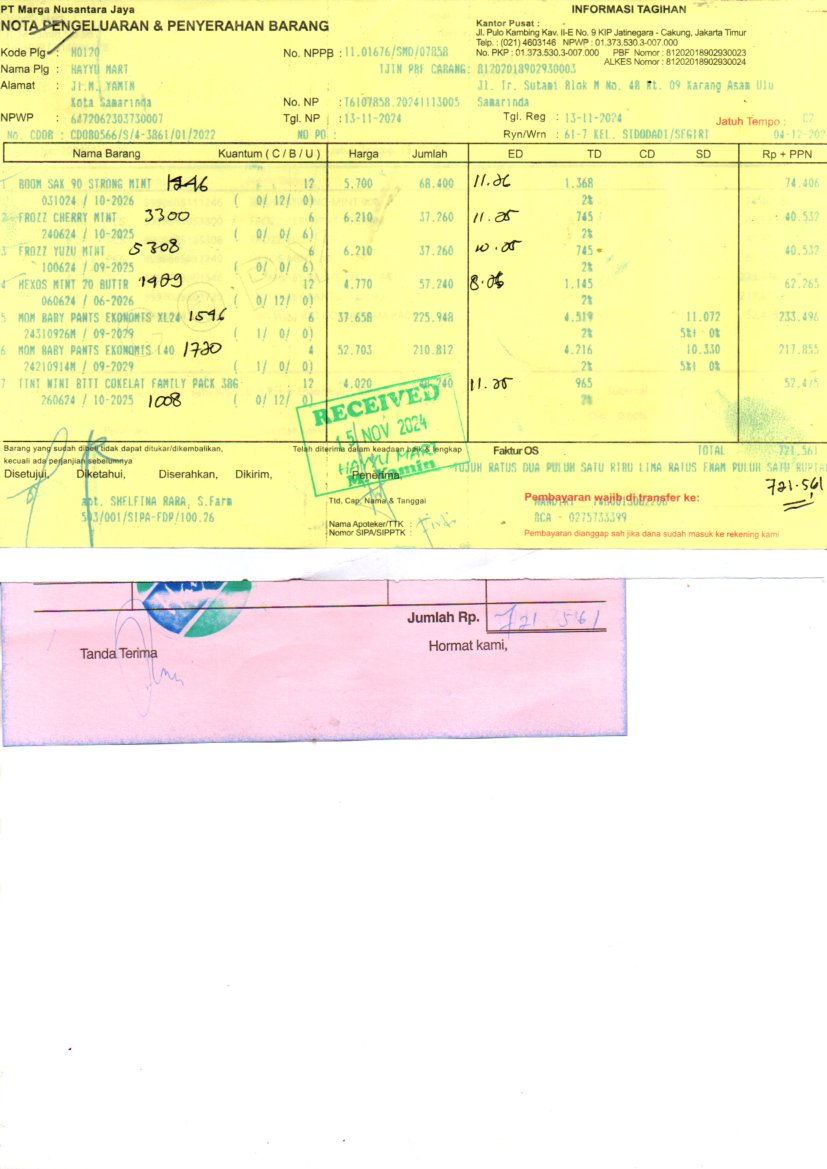 PT Marga Nusantara Jaya
NOTA PENGELUARAN & PENYERAHAN BARANG
INFORMASI TAGIHAN
Kantor Pusat :
Jl. Pulo Kambing Kav. II-E No. 9 KIP Jatinegara - Cakung, Jakarta Timur
Telp. : (021) 4603146 NPWP : 01.373.530.3-007.000
No. PKP : 01.373.530.3-007.000 PBF Nomor : 81202018902930023
ALKES Nomor : 81202018902930024
Kode Plg : M0120 No. NPPB : 11.01676/SMD/07858
Nama Plg : HAYYU MART IJIN PBF CABANG: 81202018902930003
Alamat : Jl.M. YAMIN Jl. Ir. Sutami Blok M No. 48 Rt. 09 Karang Asam Ulu
Kota Samarinda No. NP : T6107858.20241113005 Samarinda
NPWP : 6472062303730007 Tgl. NP : 13-11-2024 Tgl. Reg : 13-11-2024 Jatuh Tempo :
No. CDOB : CDOB0566/S/4-3861/01/2022 NO PO : Ryn/Wrn : 61-7 KEL. SIDODADI/SEGIRI 04-12-202
Nama Barang Kuantum ( C / B / U ) Harga Jumlah ED TD CD SD Rp + PPN
1 BOOM SAK 90 STRONG MINT 1246 12 5.700 68.400 11.26 1.368 74.406
031024 / 10-2026 ( 0/ 12/ 0) 2%
2 FROZZ CHERRY MINT 3300 6 6.210 37.260 11.25 745 40.532
240624 / 10-2025 ( 0/ 0/ 6) 2%
3 FROZZ YUZU MINT 5308 6 6.210 37.260 10.25 745 40.532
100624 / 09-2025 ( 0/ 0/ 6) 2%
4 HEXOS MINT 20 BUTIR 1989 12 4.770 57.240 8.26 1.145 62.265
060624 / 06-2026 ( 0/ 12/ 0) 2%
5 MOM BABY PANTS EKONOMIS XL24 1596 6 37.658 225.948 4.519 11.072 233.496
24310926M / 09-2029 ( 1/ 0/ 0) 2% 5%+ 0%
6 MOM BABY PANTS EKONOMIS L40 1720 4 52.703 210.812 4.216 10.330 217.855
24210914M / 09-2029 ( 1/ 0/ 0) 2% 5%+ 0%
7 TINI WINI BITI COKELAT FAMILY PACK 38G 12 4.020 48.240 11.25 965 52.475
260624 / 10-2025 1008 ( 0/ 12/ 0) 2%
RECEIVED
15 NOV 2024
HAYYU MART
M. Yamin
Barang yang sudah dibeli tidak dapat ditukar/dikembalikan,
kecuali ada perjanjian sebelumnya
Telah diterima dalam keadaan baik & lengkap
Faktur OS TOTAL 721.561
TUJUH RATUS DUA PULUH SATU RIBU LIMA RATUS ENAM PULUH SATU RUPIAH
Disetujui, Diketahui, Diserahkan, Dikirim, Penerima,
721.561
apt. SHELFINA RARA, S.Farm
503/001/SIPA-FDP/100.26
Ttd, Cap, Nama & Tanggal
Nama Apoteker/TTK :
Nomor SIPA/SIPPTK :
Pembayaran wajib di transfer ke:
BCA - 0275733399
Pembayaran dianggap sah jika dana sudah masuk ke rekening kami
Jumlah Rp. 721.561
Tanda Terima Hormat kami,